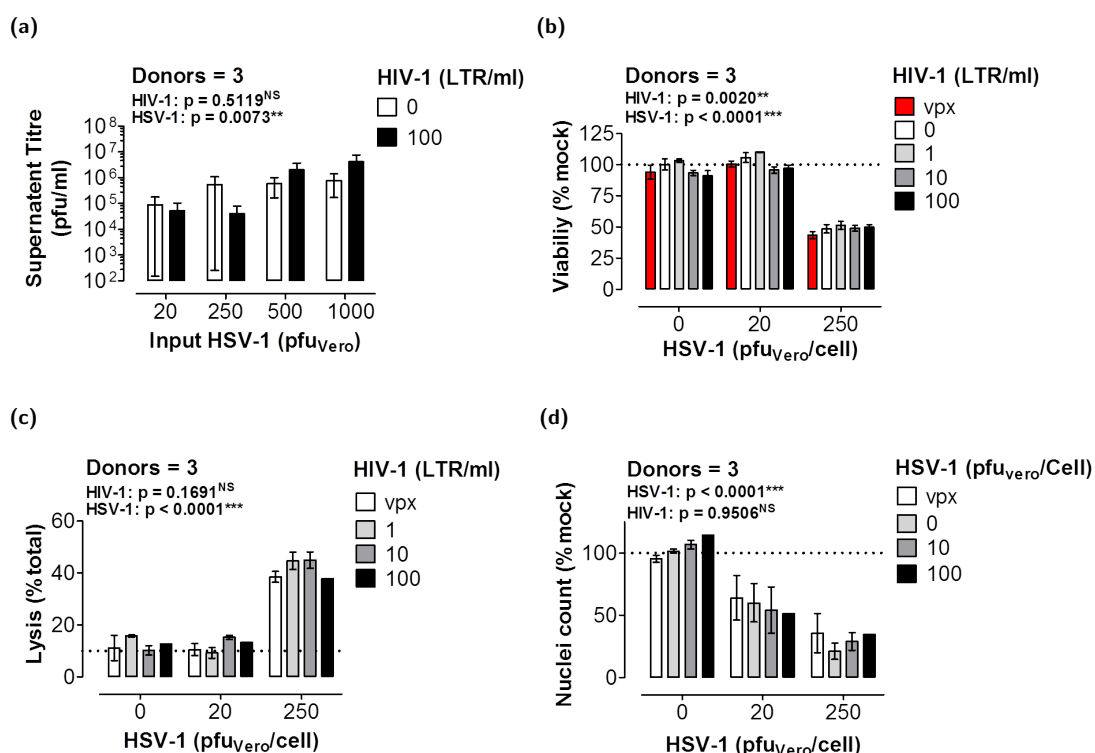 (a)
Donors = 3
HIV-1: p = 0.5119NS
HSV-1: p = 0.0073**
HIV-1 (LTR/ml)
0
100
Supernatent Titre
(pfu/ml)
10^8
10^7
10^6
10^5
10^4
10^3
10^2
20 250 500 1000
Input HSV-1 (pfuVero)
(b)
Donors = 3
HIV-1: p = 0.0020**
HSV-1: p < 0.0001***
HIV-1 (LTR/ml)
vpx
0
1
10
100
Viabiliy (% mock)
125
100
75
50
25
0
0 20 250
HSV-1 (pfuVero/cell)
(c)
Donors = 3
HIV-1: p = 0.1691NS
HSV-1: p < 0.0001***
HIV-1 (LTR/ml)
vpx
1
10
100
Lysis (% total)
60
40
20
0
0 20 250
HSV-1 (pfuVero/cell)
(d)
Donors = 3
HSV-1: p < 0.0001***
HIV-1: p = 0.9506NS
HSV-1 (pfuvero/Cell)
vpx
0
10
100
Nuclei count (% mock)
100
50
0
0 20 250
HSV-1 (pfuVero/cell)